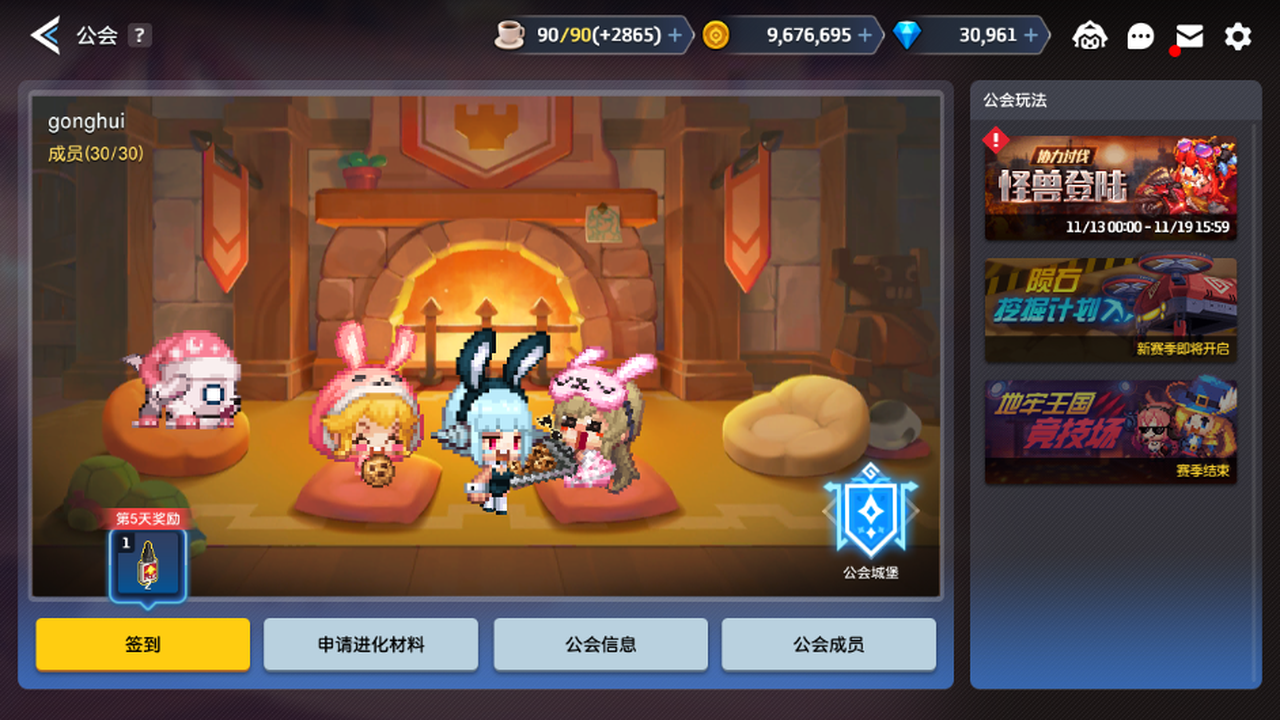 公会 ?
90/90(+2865) +
9,676,695 +
30,961 +
gonghui
成员(30/30)
第5天奖励
1
2
公会城堡
签到
申请进化材料
公会信息
公会成员
公会玩法
!
协力讨伐
怪兽登陆
11/13 00:00 - 11/19 15:59
陨石
挖掘计划入
新赛季即将开启
地牢王国
竞技场
赛季结束